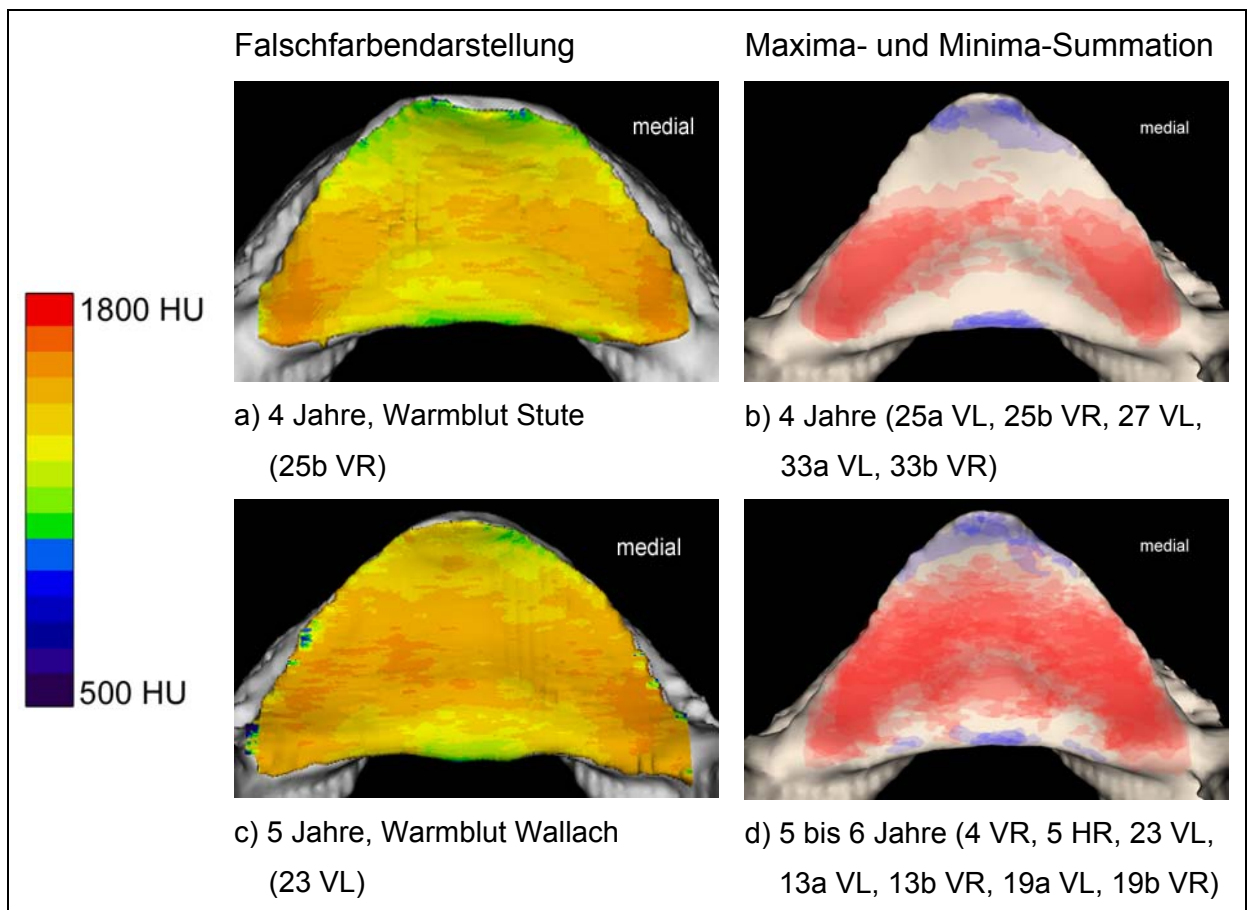 Falschfarbendarstellung
Maxima- und Minima-Summation
1800 HU
500 HU
medial
medial
a) 4 Jahre, Warmblut Stute
(25b VR)
b) 4 Jahre (25a VL, 25b VR, 27 VL,
33a VL, 33b VR)
medial
medial
c) 5 Jahre, Warmblut Wallach
(23 VL)
d) 5 bis 6 Jahre (4 VR, 5 HR, 23 VL,
13a VL, 13b VR, 19a VL, 19b VR)